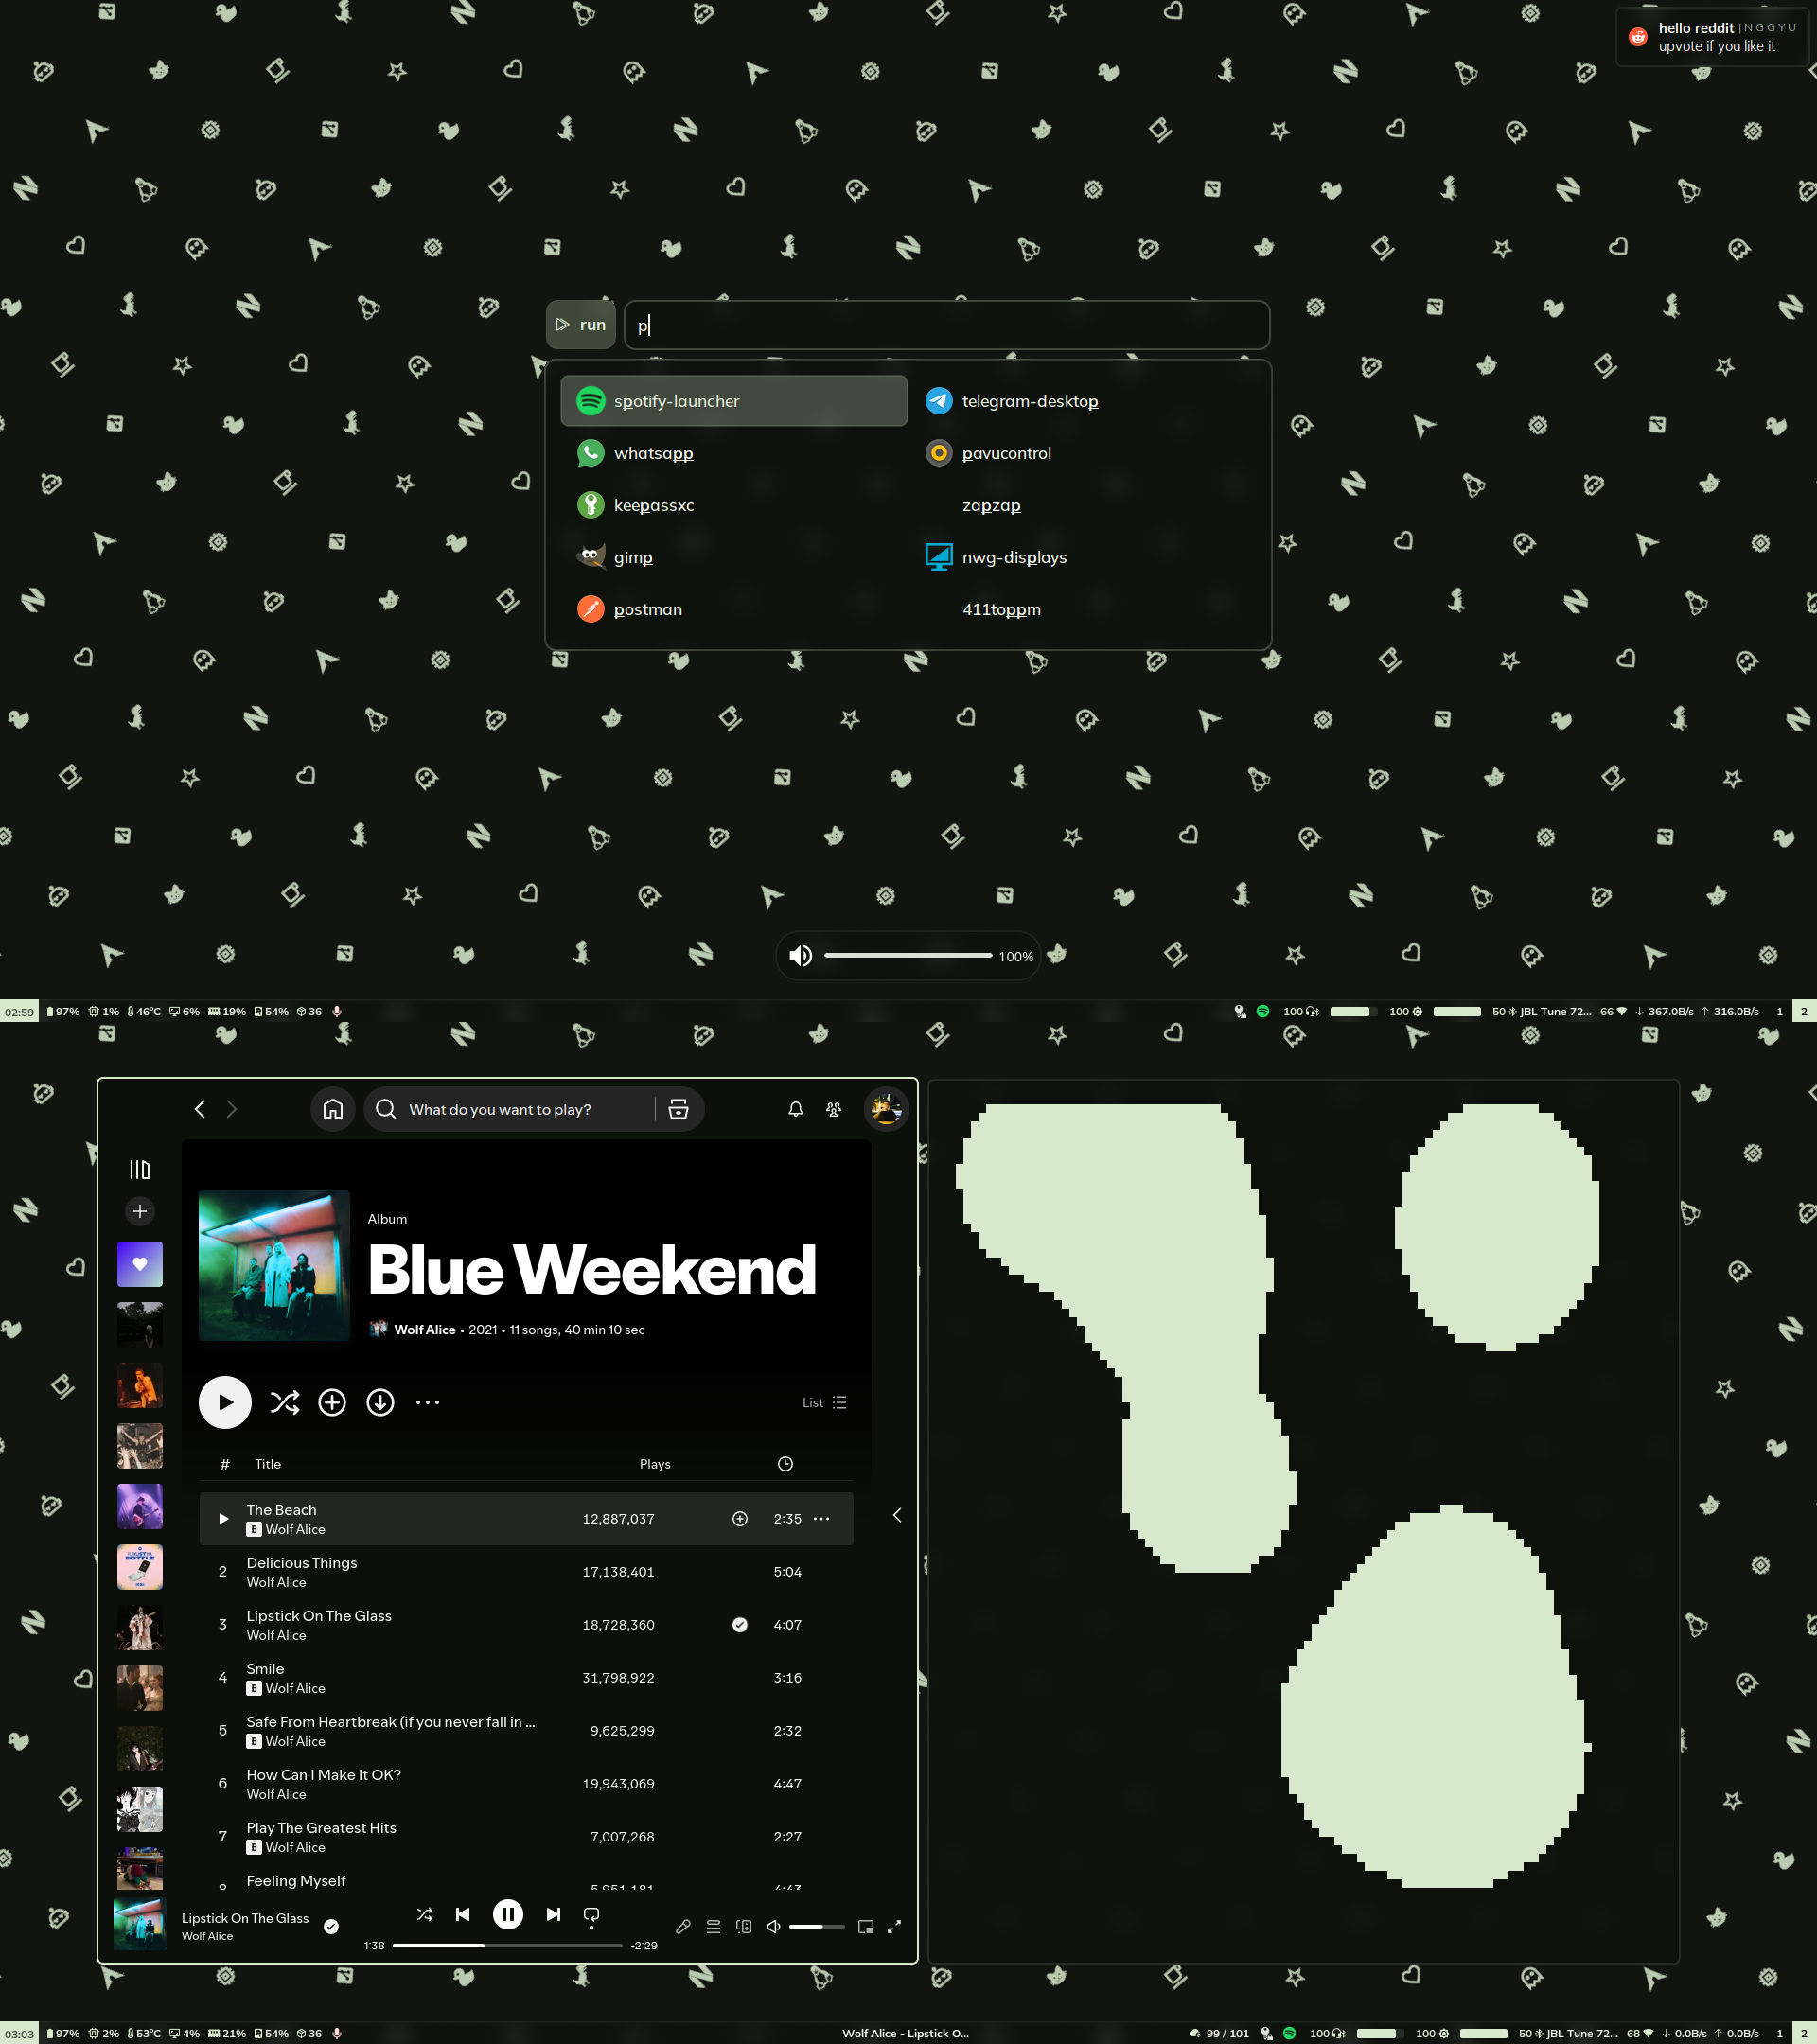 hello reddit | N G G Y U
upvote if you like it
run
p
spotify-launcher
telegram-desktop
whatsapp
pavucontrol
keepassxc
zapzap
gimp
nwg-displays
postman
411toppm
100%
02:59 97% 1% 46°C 6% 19% 54% 36 100 100 50 JBL Tune 72... 66 ↓ 367.0B/s ↑ 316.0B/s 1 2
What do you want to play?
Album
Blue Weekend
Wolf Alice • 2021 • 11 songs, 40 min 10 sec
List
# Title Plays
The Beach
E Wolf Alice
12,887,037 2:35
2 Delicious Things
Wolf Alice
17,138,401 5:04
3 Lipstick On The Glass
Wolf Alice
18,728,360 4:07
4 Smile
E Wolf Alice
31,798,922 3:16
5 Safe From Heartbreak (if you never fall in ...
E Wolf Alice
9,625,299 2:32
6 How Can I Make It OK?
Wolf Alice
19,943,069 4:47
7 Play The Greatest Hits
E Wolf Alice
7,007,268 2:27
Feeling Myself
Lipstick On The Glass
Wolf Alice
1:38 -2:29
03:03 97% 2% 53°C 4% 21% 54% 36 Wolf Alice - Lipstick O... 99 / 101 100 100 50 JBL Tune 72... 68 ↓ 0.0B/s ↑ 0.0B/s 1 2